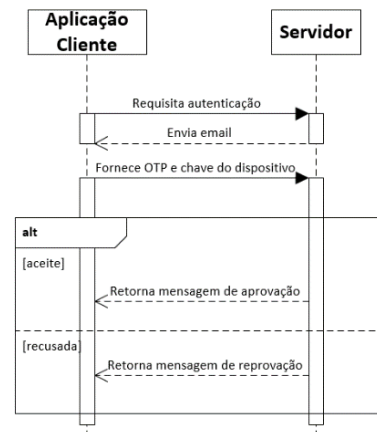 Aplicação
Cliente
Servidor
Requisita autenticação
Envia email
Fornece OTP e chave do dispositivo
alt
[aceite]
Retorna mensagem de aprovação
[recusada]
Retorna mensagem de reprovação